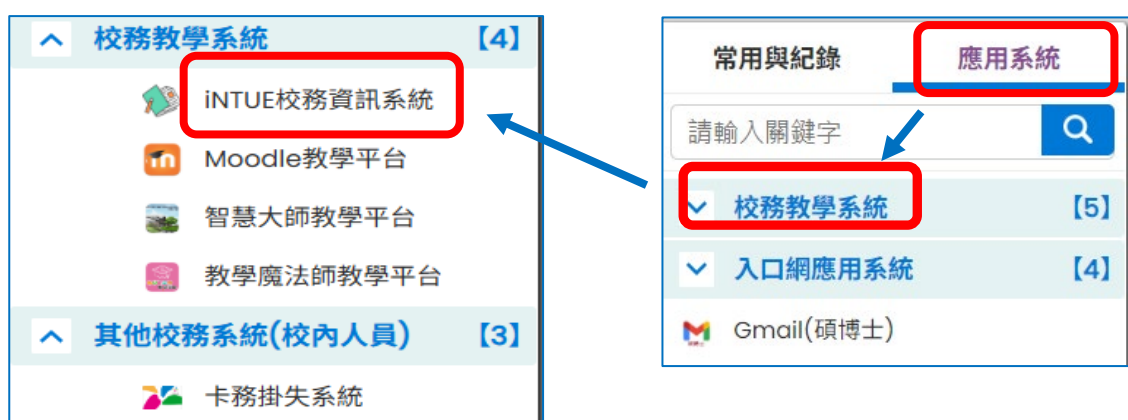 校務教學系統 【4】
iNTUE校務資訊系統
Moodle教學平台
智慧大師教學平台
教學魔法師教學平台
其他校務系統(校內人員) 【3】
卡務掛失系統
常用與紀錄 應用系統
請輸入關鍵字
校務教學系統 【5】
入口網應用系統 【4】
Gmail(碩博士)